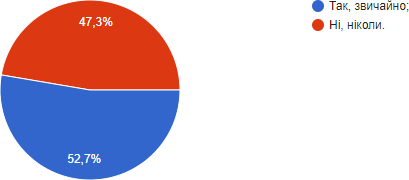 47,3%
52,7%
Так, звичайно;
Ні, ніколи.